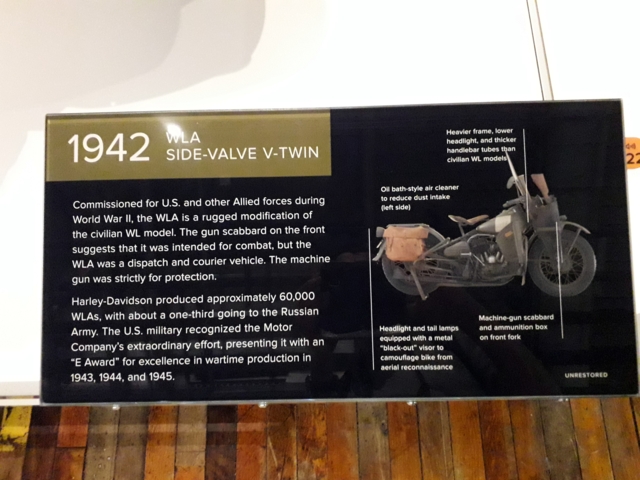 1942
WLA
SIDE-VALVE V-TWIN
Commissioned for U.S. and other Allied forces during
World War II, the WLA is a rugged modification of
the civilian WL model. The gun scabbard on the front
suggests that it was intended for combat, but the
WLA was a dispatch and courier vehicle. The machine
gun was strictly for protection.
Harley-Davidson produced approximately 60,000
WLAs, with about a one-third going to the Russian
Army. The U.S. military recognized the Motor
Company's extraordinary effort, presenting it with an
"E Award" for excellence in wartime production in
1943, 1944, and 1945.
Heavier frame, lower
headlight, and thicker
handlebar tubes than
civilian WL models
Oil bath-style air cleaner
to reduce dust intake
(left side)
Headlight and tail lamps
equipped with a metal
"black-out" visor to
camouflage bike from
aerial reconnaissance
Machine-gun scabbard
and ammunition box
on front fork
UNRESTORED
22